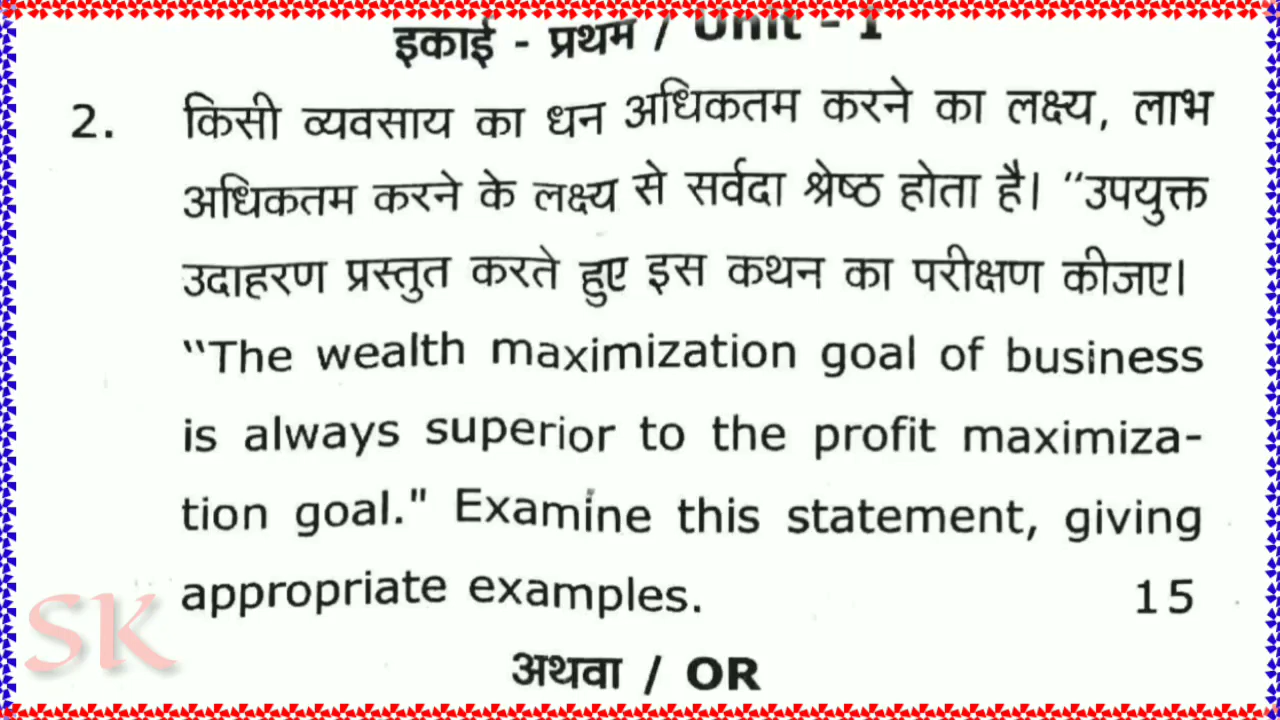 इकाई - प्रथम / Unit - 1
2. किसी व्यवसाय का धन अधिकतम करने का लक्ष्य, लाभ
अधिकतम करने के लक्ष्य से सर्वदा श्रेष्ठ होता है। “उपयुक्त
उदाहरण प्रस्तुत करते हुए इस कथन का परीक्षण कीजए।
“The wealth maximization goal of business
is always superior to the profit maximiza-
tion goal." Examine this statement, giving
appropriate examples. 15
SK
अथवा / OR